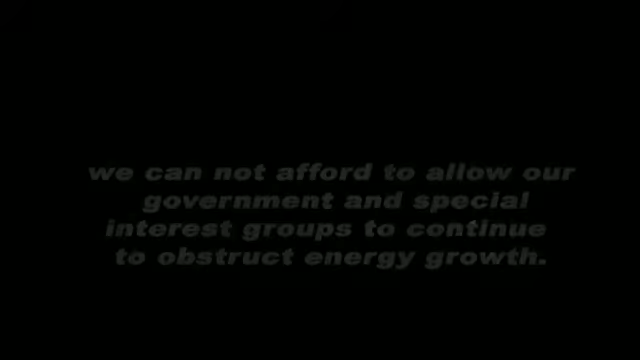 we can not afford to allow our
government and special
interest groups to continue
to obstruct energy growth.